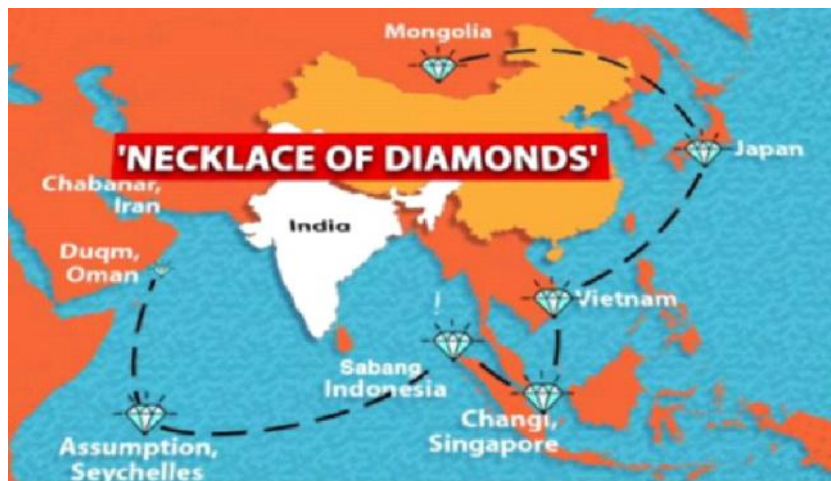 Mongolia
'NECKLACE OF DIAMONDS'
Japan
Chabanar,
Iran
India
Duqm,
Oman
Vietnam
Sabang
Indonesia
Changi,
Singapore
Assumption,
Seychelles